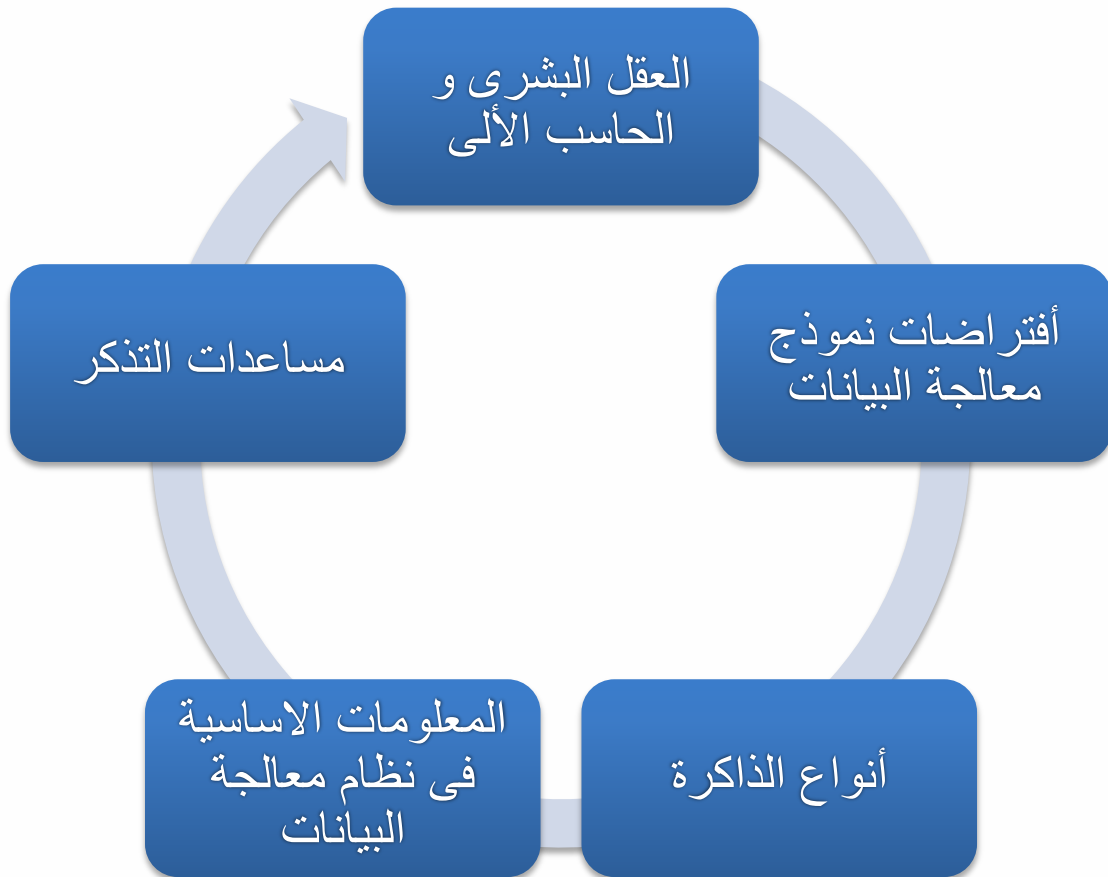 العقل البشرى و
الحاسب الألى
أفتراضات نموذج
معالجة البيانات
أنواع الذاكرة
المعلومات الاساسية
فى نظام معالجة
البيانات
مساعدات التذكر